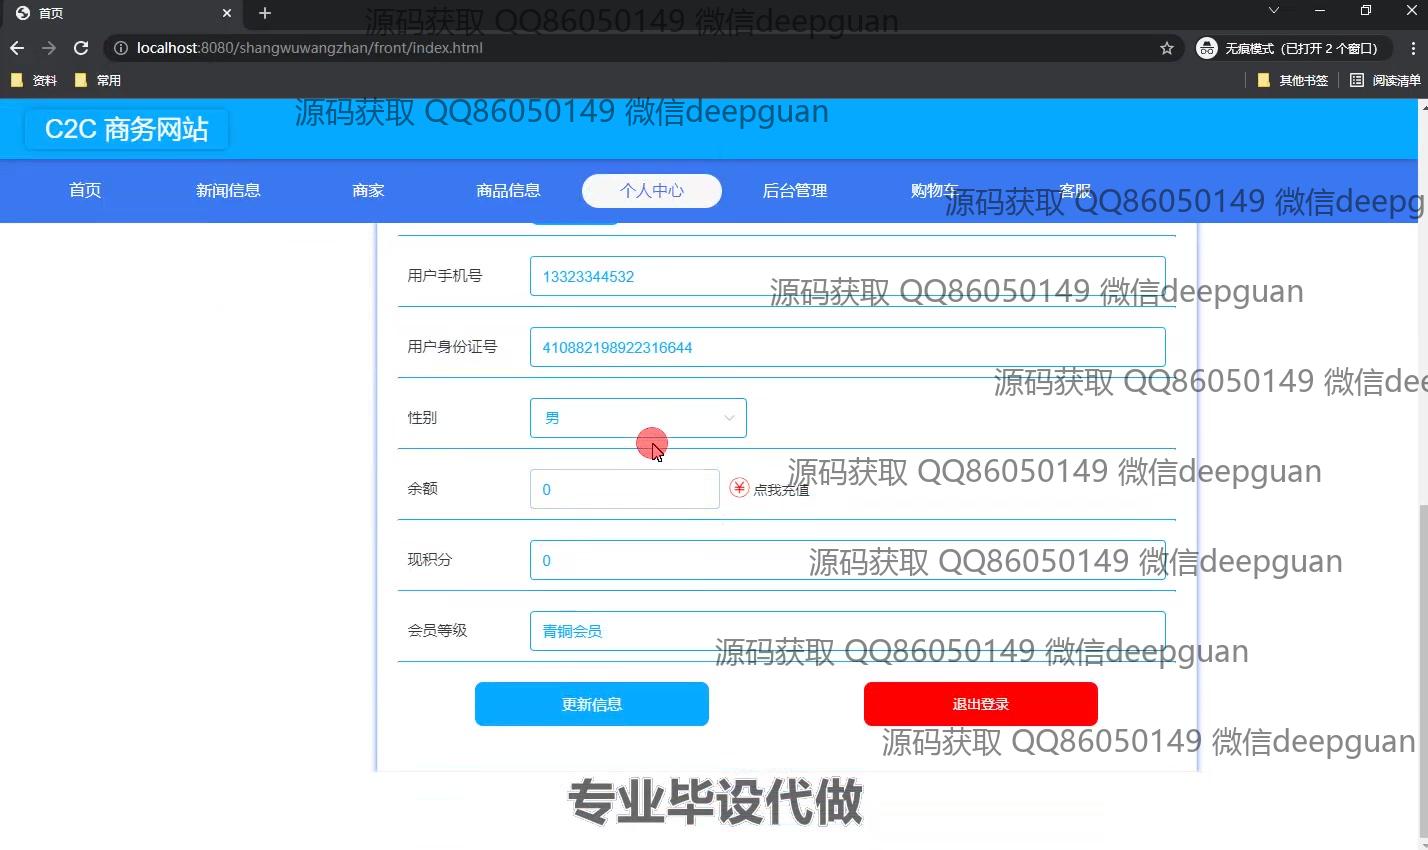 首页
源码获取 QQ86050149 微信deepguan
localhost:8080/shangwuwangzhan/front/index.html
无痕模式（已打开 2 个窗口）
资料 常用 其他书签 阅读清单
源码获取 QQ86050149 微信deepguan
C2C 商务网站
首页 新闻信息 商家 商品信息 个人中心 后台管理 购物车 客服
源码获取 QQ86050149 微信deepg
用户手机号 13323344532
源码获取 QQ86050149 微信deepguan
用户身份证号 410882198922316644
源码获取 QQ86050149 微信dee
性别 男
源码获取 QQ86050149 微信deepguan
余额 0 ¥ 点我充值
现积分 0
源码获取 QQ86050149 微信deepguan
会员等级 青铜会员
源码获取 QQ86050149 微信deepguan
更新信息 退出登录
源码获取 QQ86050149 微信deepguan
专业毕设代做